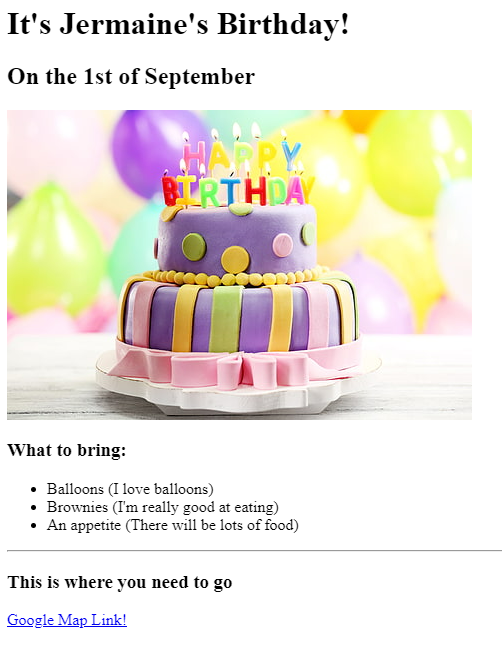 It's Jermaine's Birthday!
On the 1st of September
HAPPY
BIRTHDAY
What to bring:
Balloons (I love balloons)
Brownies (I'm really good at eating)
An appetite (There will be lots of food)
This is where you need to go
Google Map Link!